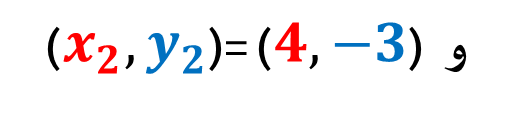 (x₂, y₂)=(4, −3) و